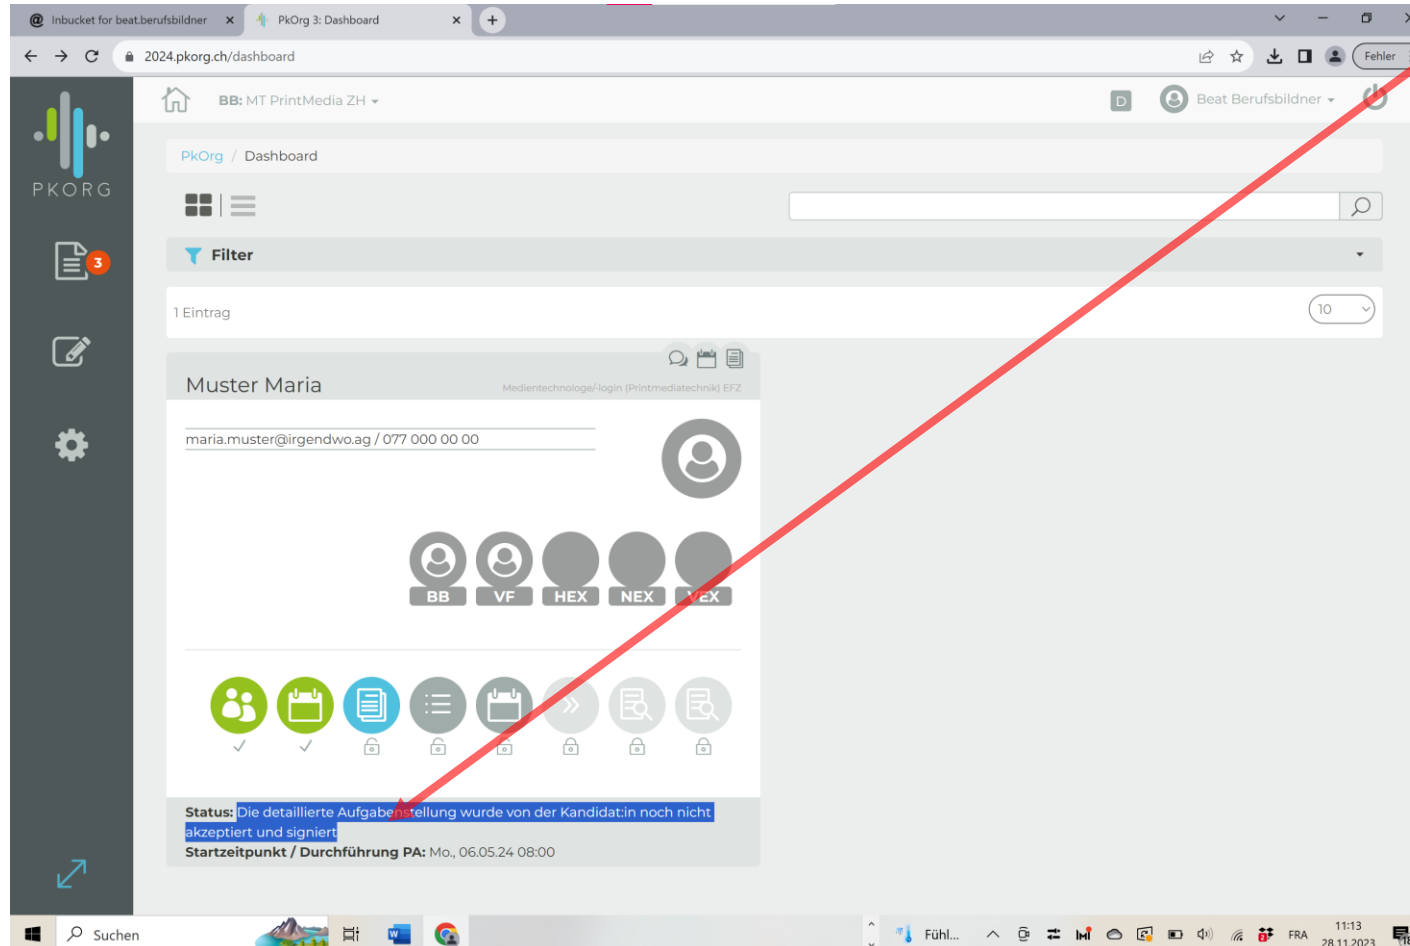 Inbucket for beat.berufsbildner
PkOrg 3: Dashboard
2024.pkorg.ch/dashboard
Fehler
BB: MT PrintMedia ZH
D
Beat Berufsbildner
PKORG
PkOrg / Dashboard
3
Filter
1 Eintrag
10
Muster Maria
Medientechnologe/-login (Printmediatechnik) EFZ
maria.muster@irgendwo.ag / 077 000 00 00
BB VF HEX NEX VEX
Status: Die detaillierte Aufgabenstellung wurde von der Kandidat:in noch nicht
akzeptiert und signiert
Startzeitpunkt / Durchführung PA: Mo., 06.05.24 08:00
Suchen
Fühl...
FRA
11:13
28.11.2023